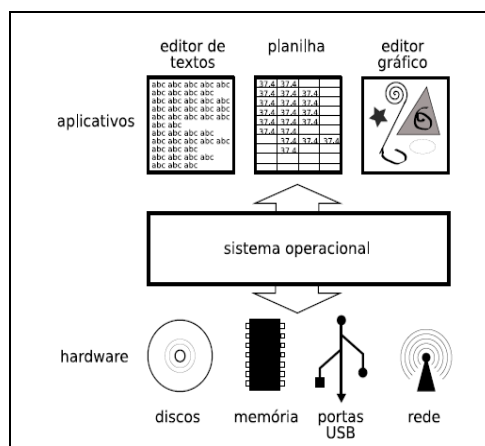 editor de
textos
planilha
editor
gráfico
aplicativos
abc abc abc abc abc
abc abc abc abc
abc abc abc abc abc
abc abc abc abc abc
abc abc abc abc abc
abc abc
abc abc abc abc
abc abc abc abc abc
abc abc abc
abc abc abc abc
abc abc abc
37.4 37.4
37.4 37.4 37.4
37.4 37.4 37.4
37.4 37.4 37.4
37.4 37.4 37.4
37.4 37.4
37.4 37.4 37.4
37.4
sistema operacional
hardware
discos
memória
portas
USB
rede